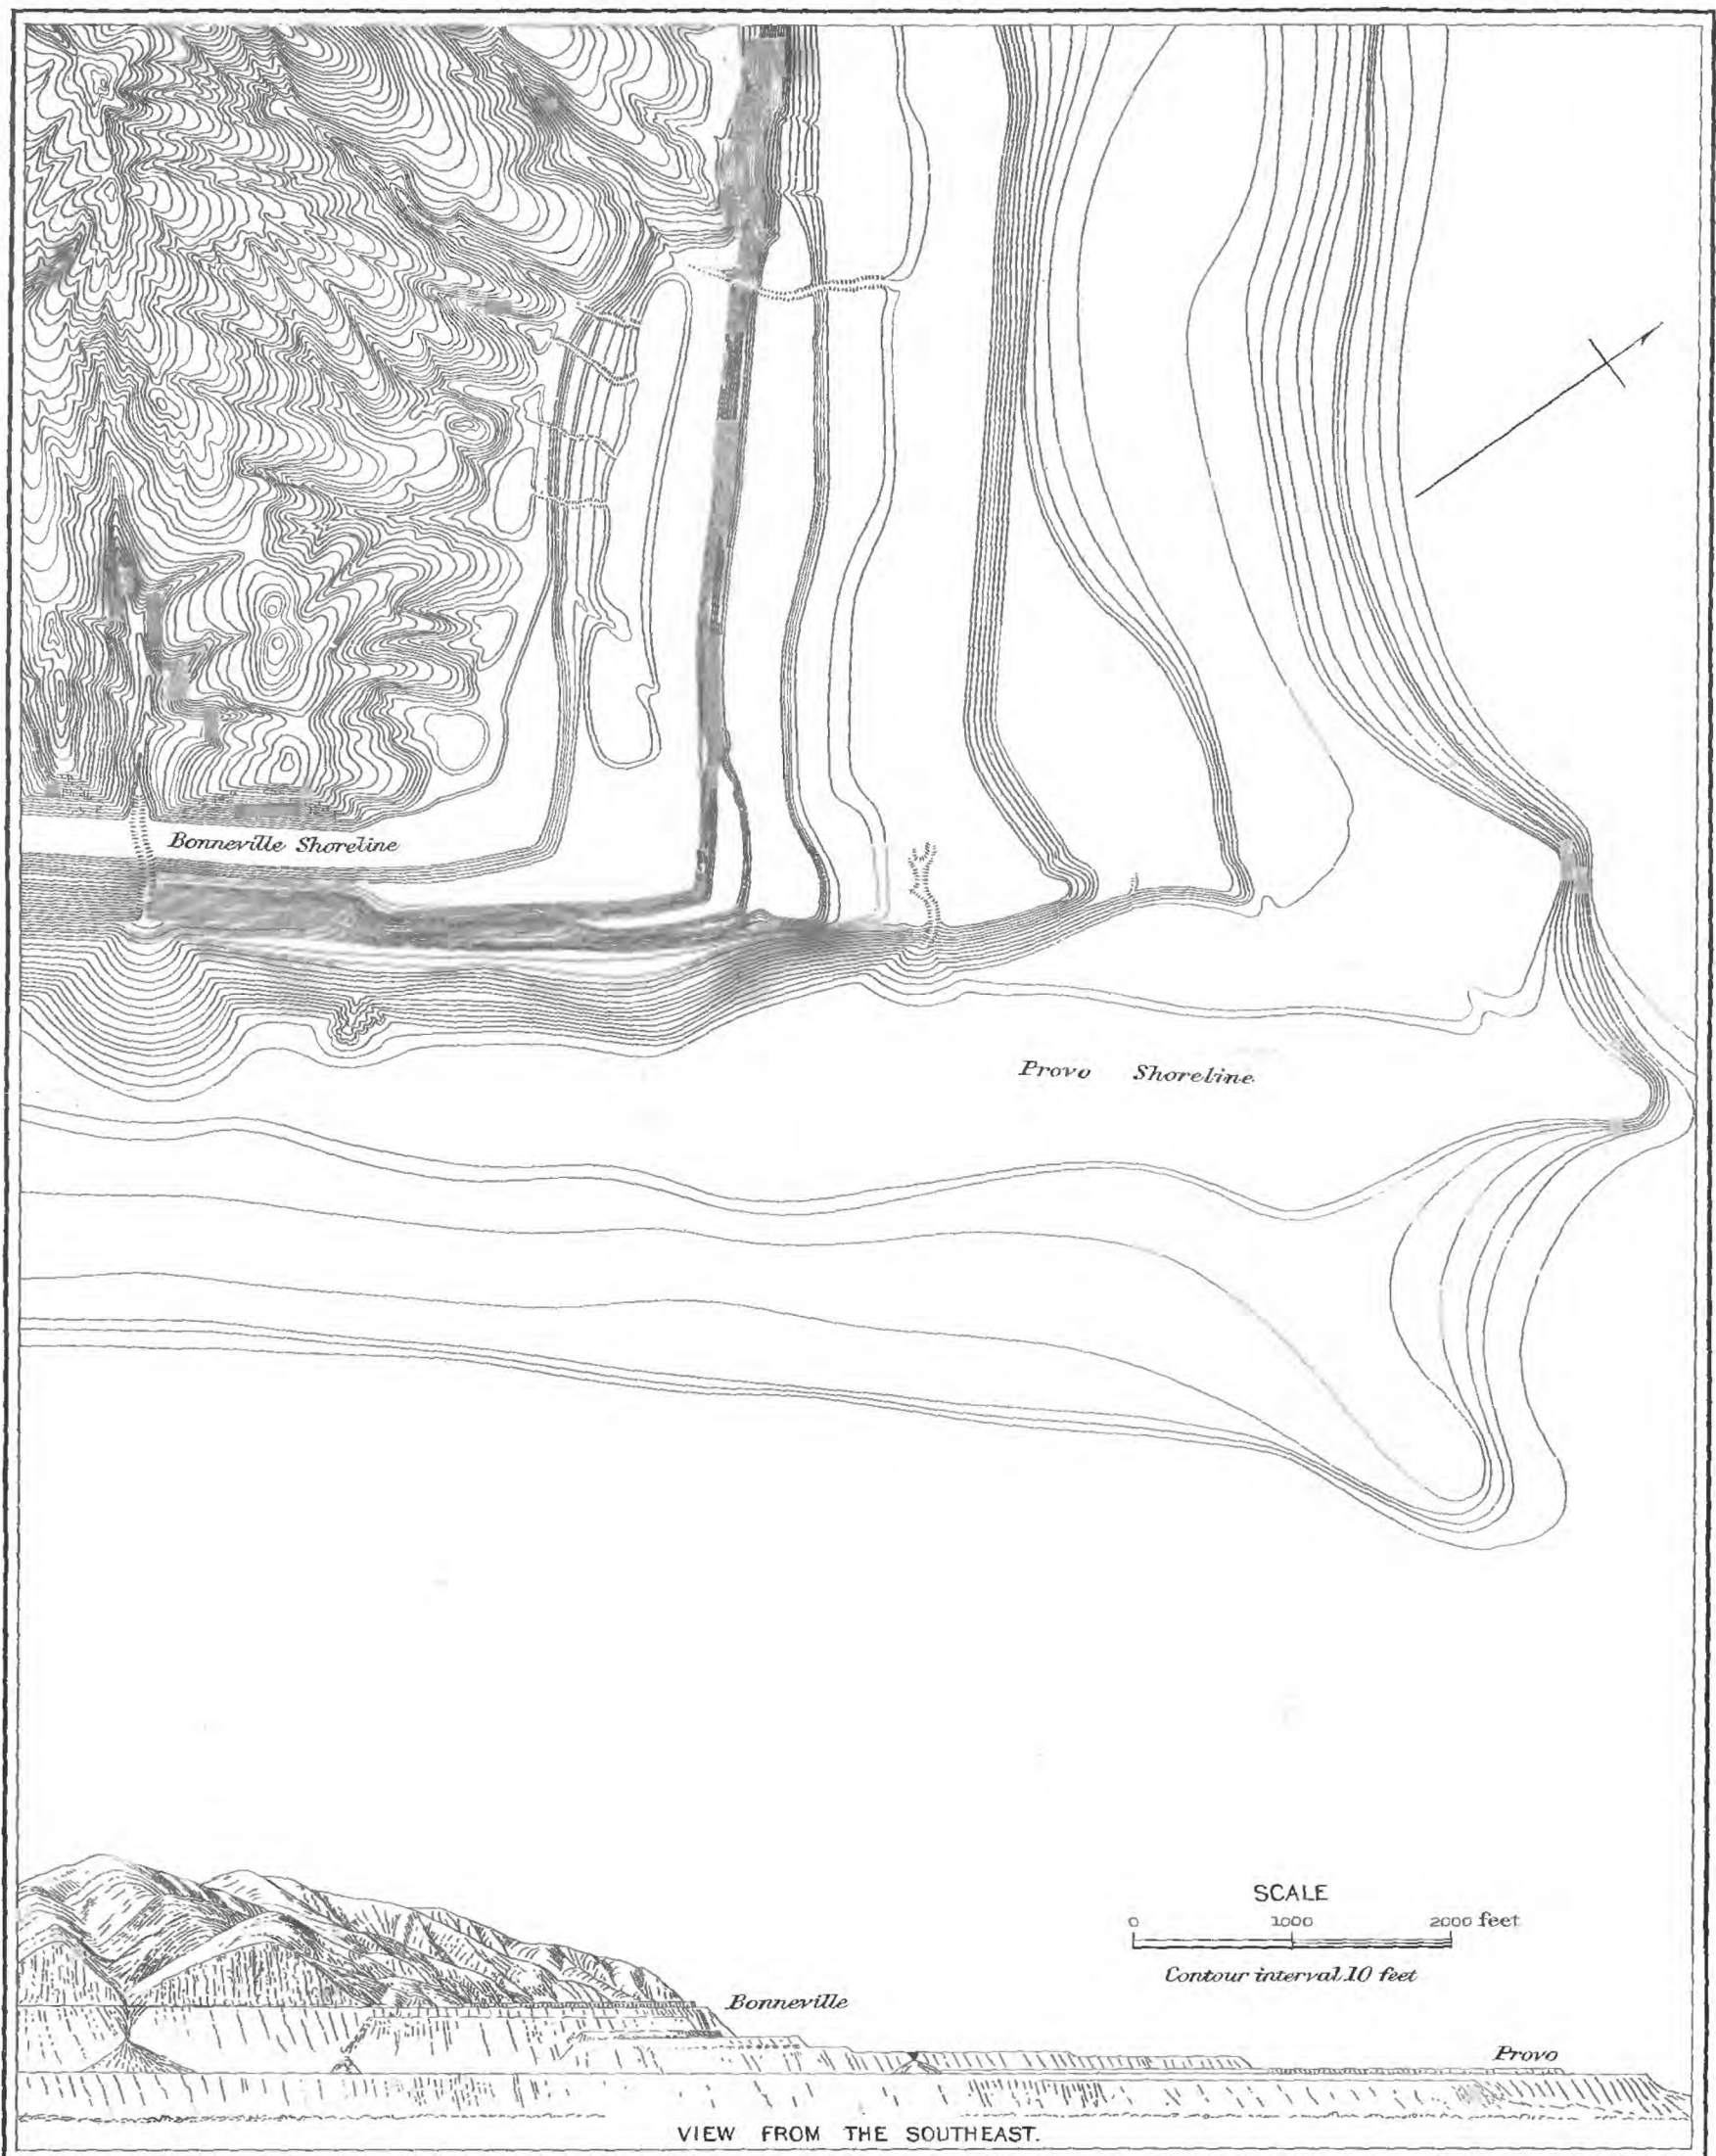 Bonneville Shoreline
Provo Shoreline
SCALE
0 1000 2000 feet
Contour interval 10 feet
Bonneville
Provo
VIEW FROM THE SOUTHEAST.